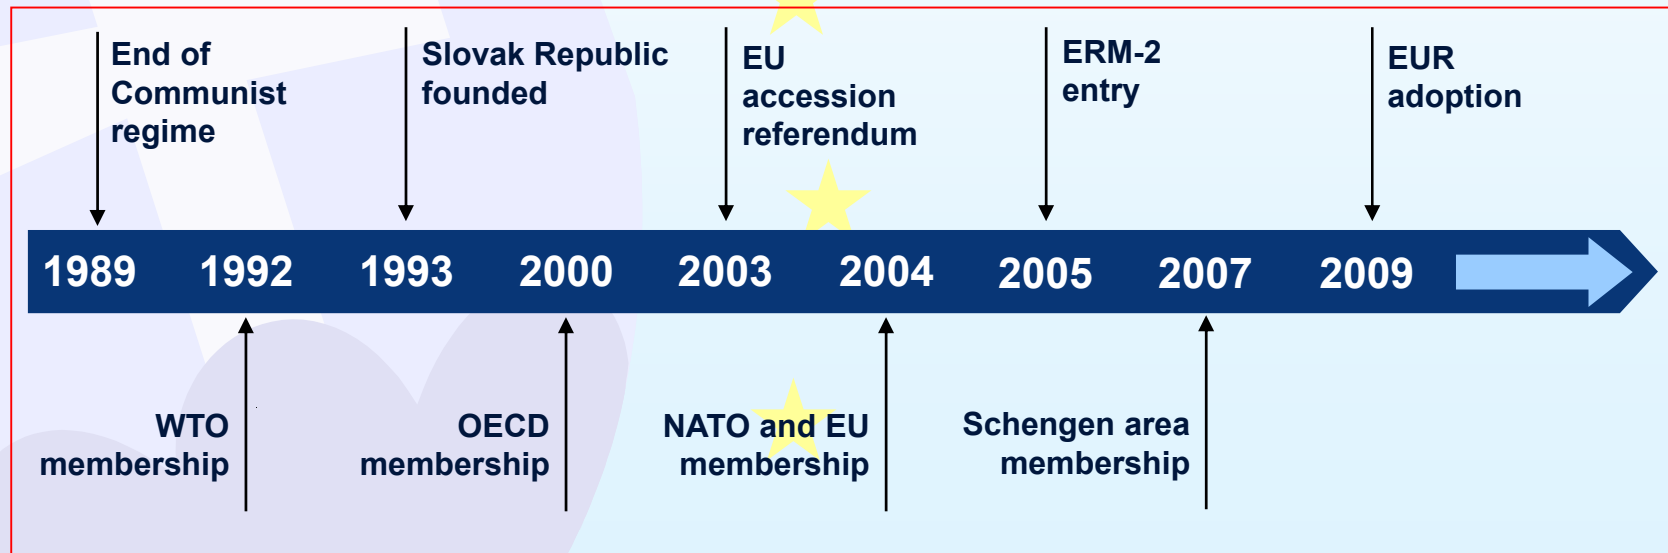 End of
Communist
regime
Slovak Republic
founded
EU
accession
referendum
ERM-2
entry
EUR
adoption
1989 1992 1993 2000 2003 2004 2005 2007 2009
WTO
membership
OECD
membership
NATO and EU
membership
Schengen area
membership